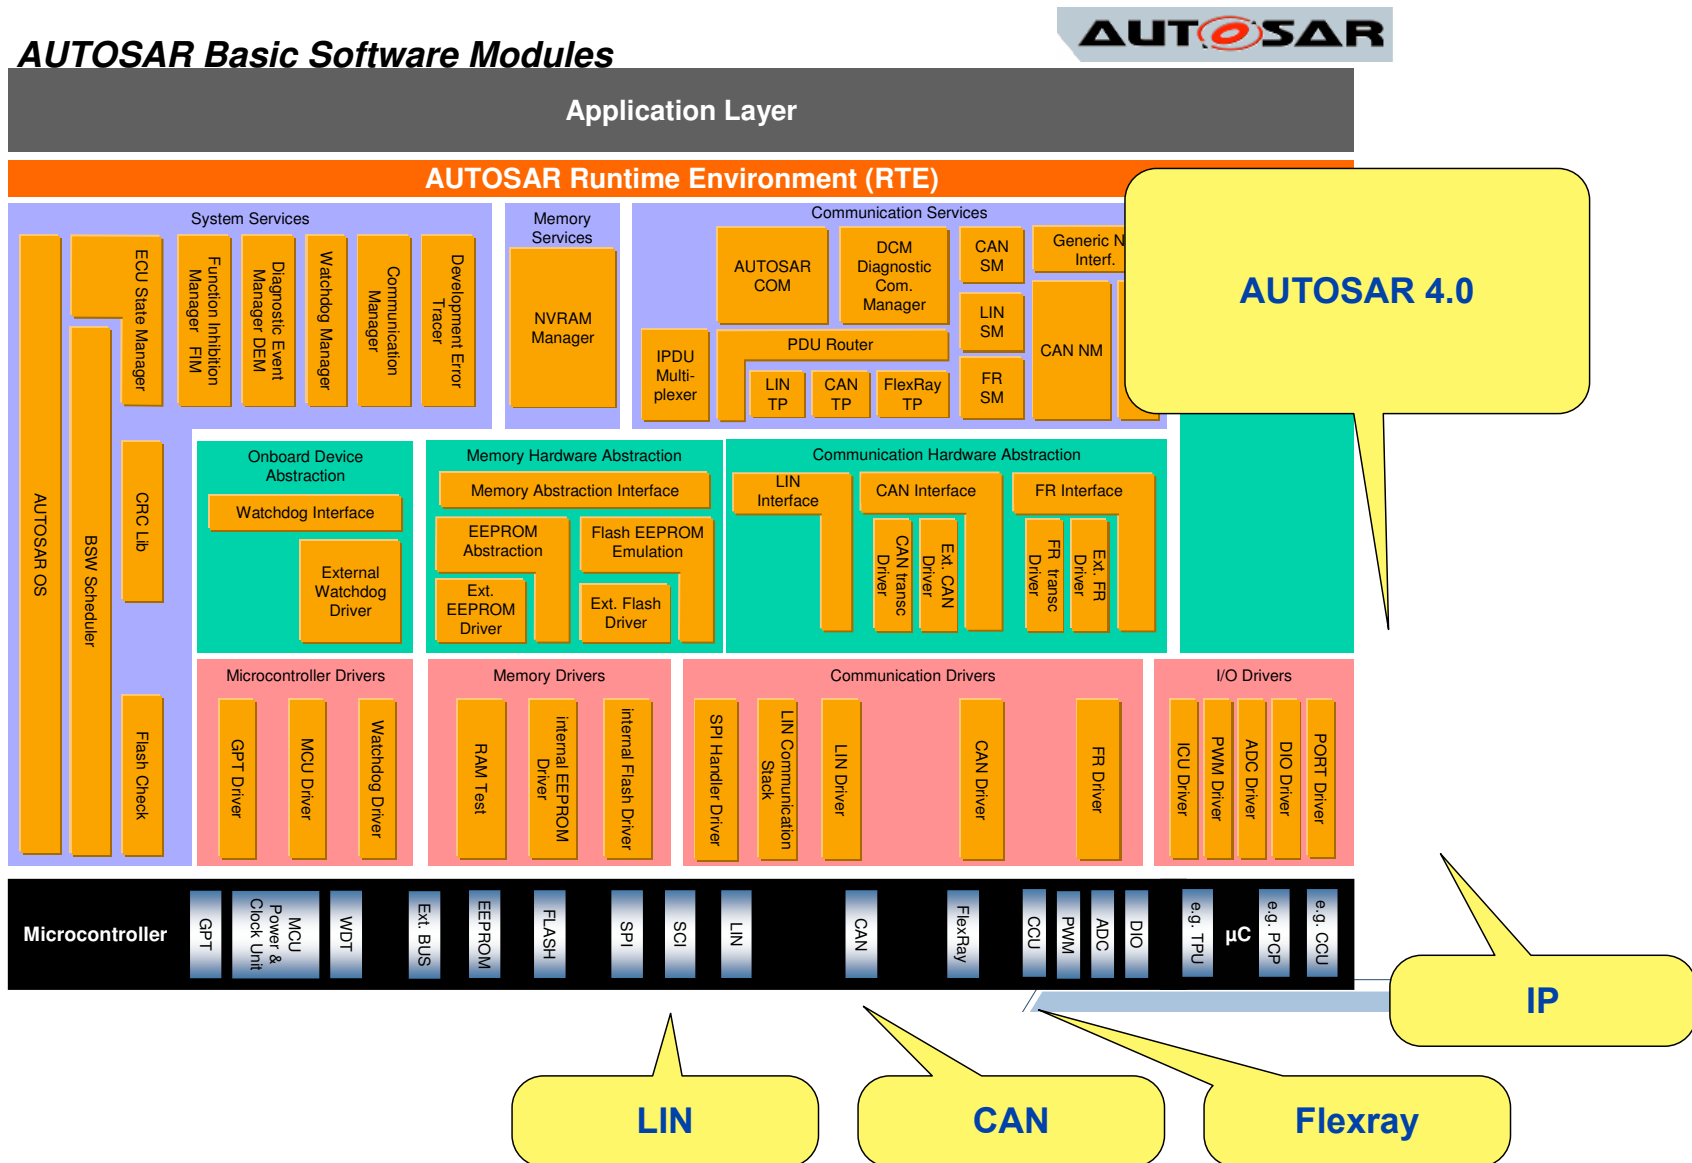 AUTOSAR Basic Software Modules
AUTOSAR
Application Layer
AUTOSAR Runtime Environment (RTE)
System Services
AUTOSAR OS
BSW Scheduler
ECU State Manager
CRC Lib
Flash Check
Function Inhibition
Manager FIM
Diagnostic Event
Manager DEM
Watchdog Manager
Communication
Manager
Development Error
Tracer
Memory
Services
NVRAM
Manager
Communication Services
IPDU
Multi-
plexer
AUTOSAR
COM
DCM
Diagnostic
Com.
Manager
PDU Router
LIN
TP
CAN
TP
FlexRay
TP
CAN
SM
LIN
SM
FR
SM
Generic N
Interf.
CAN NM
AUTOSAR 4.0
Onboard Device
Abstraction
Watchdog Interface
External
Watchdog
Driver
Memory Hardware Abstraction
Memory Abstraction Interface
EEPROM
Abstraction
Flash EEPROM
Emulation
Ext.
EEPROM
Driver
Ext. Flash
Driver
Communication Hardware Abstraction
LIN
Interface
CAN Interface
CAN transc
Driver
Ext. CAN
Driver
FR Interface
FR transc
Driver
Ext. FR
Driver
Microcontroller Drivers
GPT Driver
MCU Driver
Watchdog Driver
Memory Drivers
RAM Test
internal EEPROM
Driver
internal Flash Driver
Communication Drivers
SPI Handler Driver
LIN Communication
Stack
LIN Driver
CAN Driver
FR Driver
I/O Drivers
ICU Driver
PWM Driver
ADC Driver
DIO Driver
PORT Driver
Microcontroller
GPT
MCU
Power &
Clock Unit
WDT
Ext. BUS
EEPROM
FLASH
SPI
SCI
LIN
CAN
FlexRay
CCU
PWM
ADC
DIO
e.g. TPU
µC
e.g. PCP
e.g. CCU
IP
LIN
CAN
Flexray